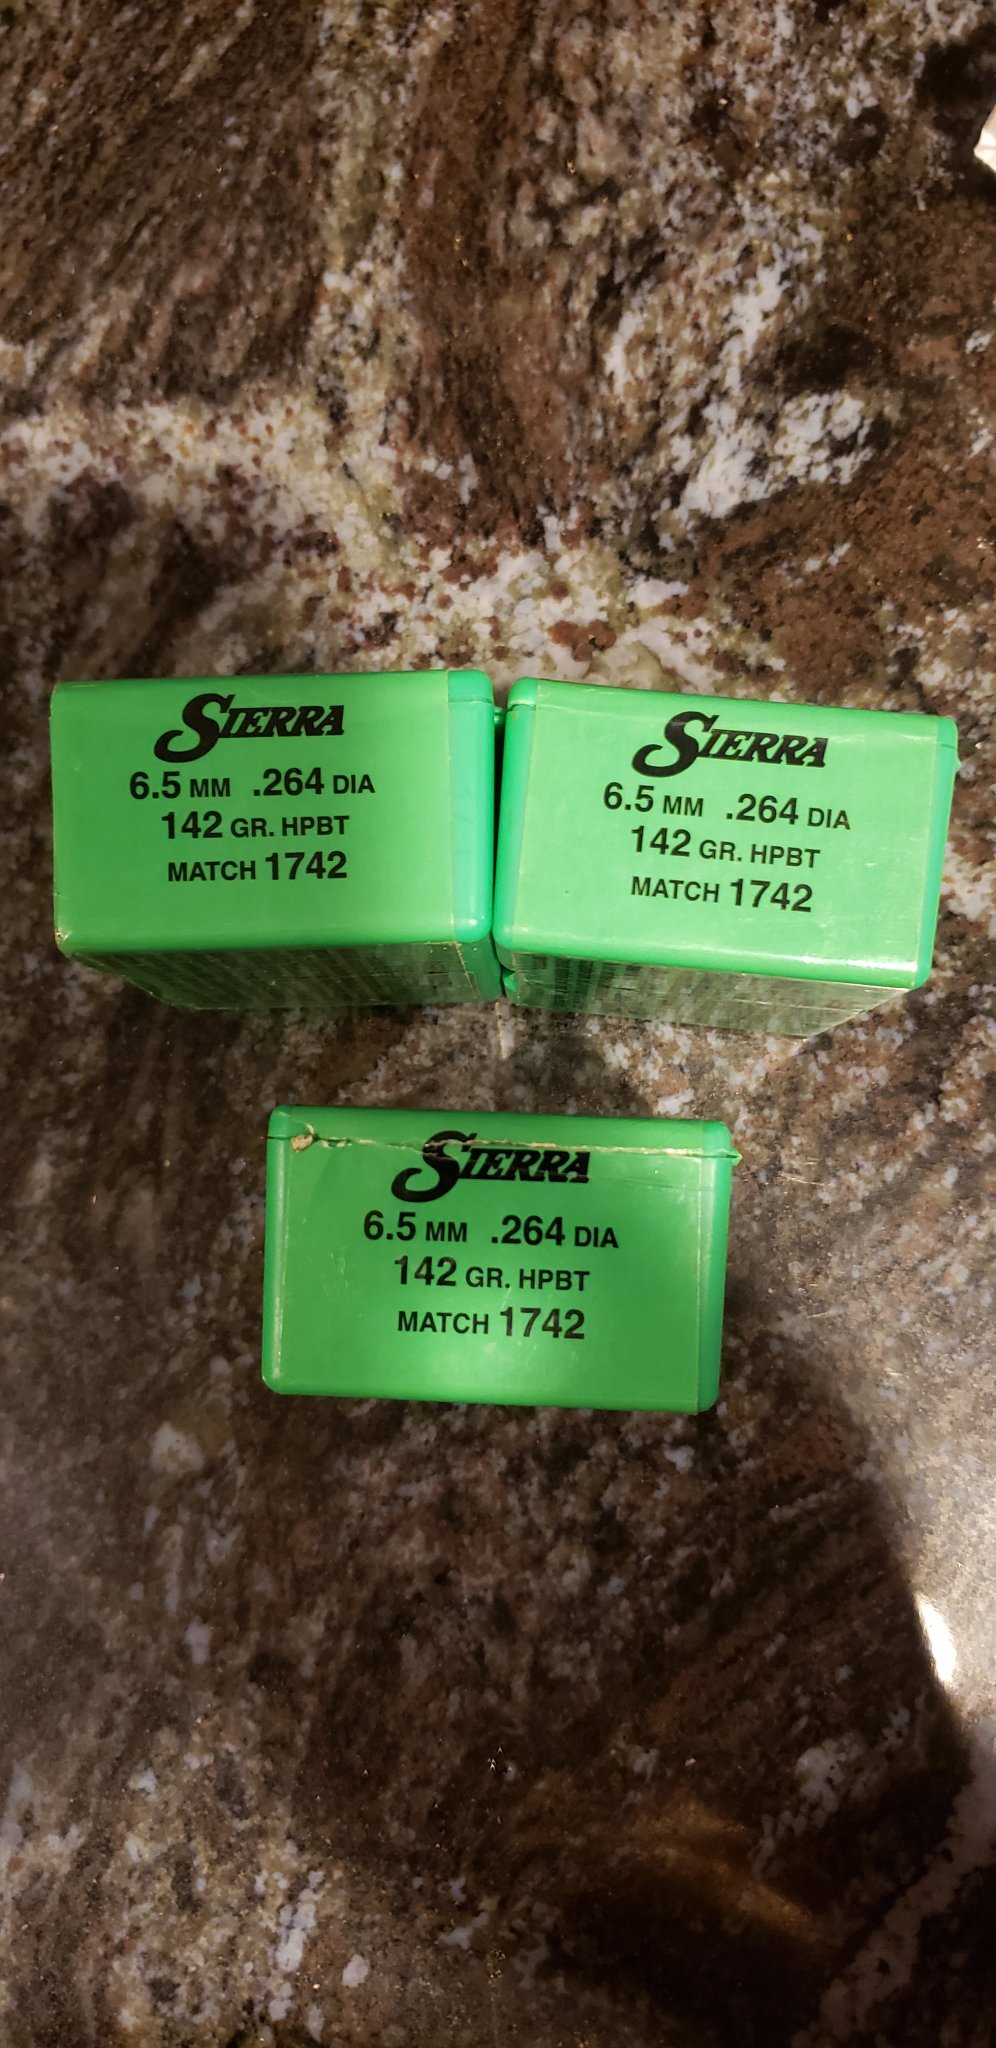 SIERRA
6.5 MM .264 DIA
142 GR. HPBT
MATCH 1742
SIERRA
6.5 MM .264 DIA
142 GR. HPBT
MATCH 1742
SIERRA
6.5 MM .264 DIA
142 GR. HPBT
MATCH 1742